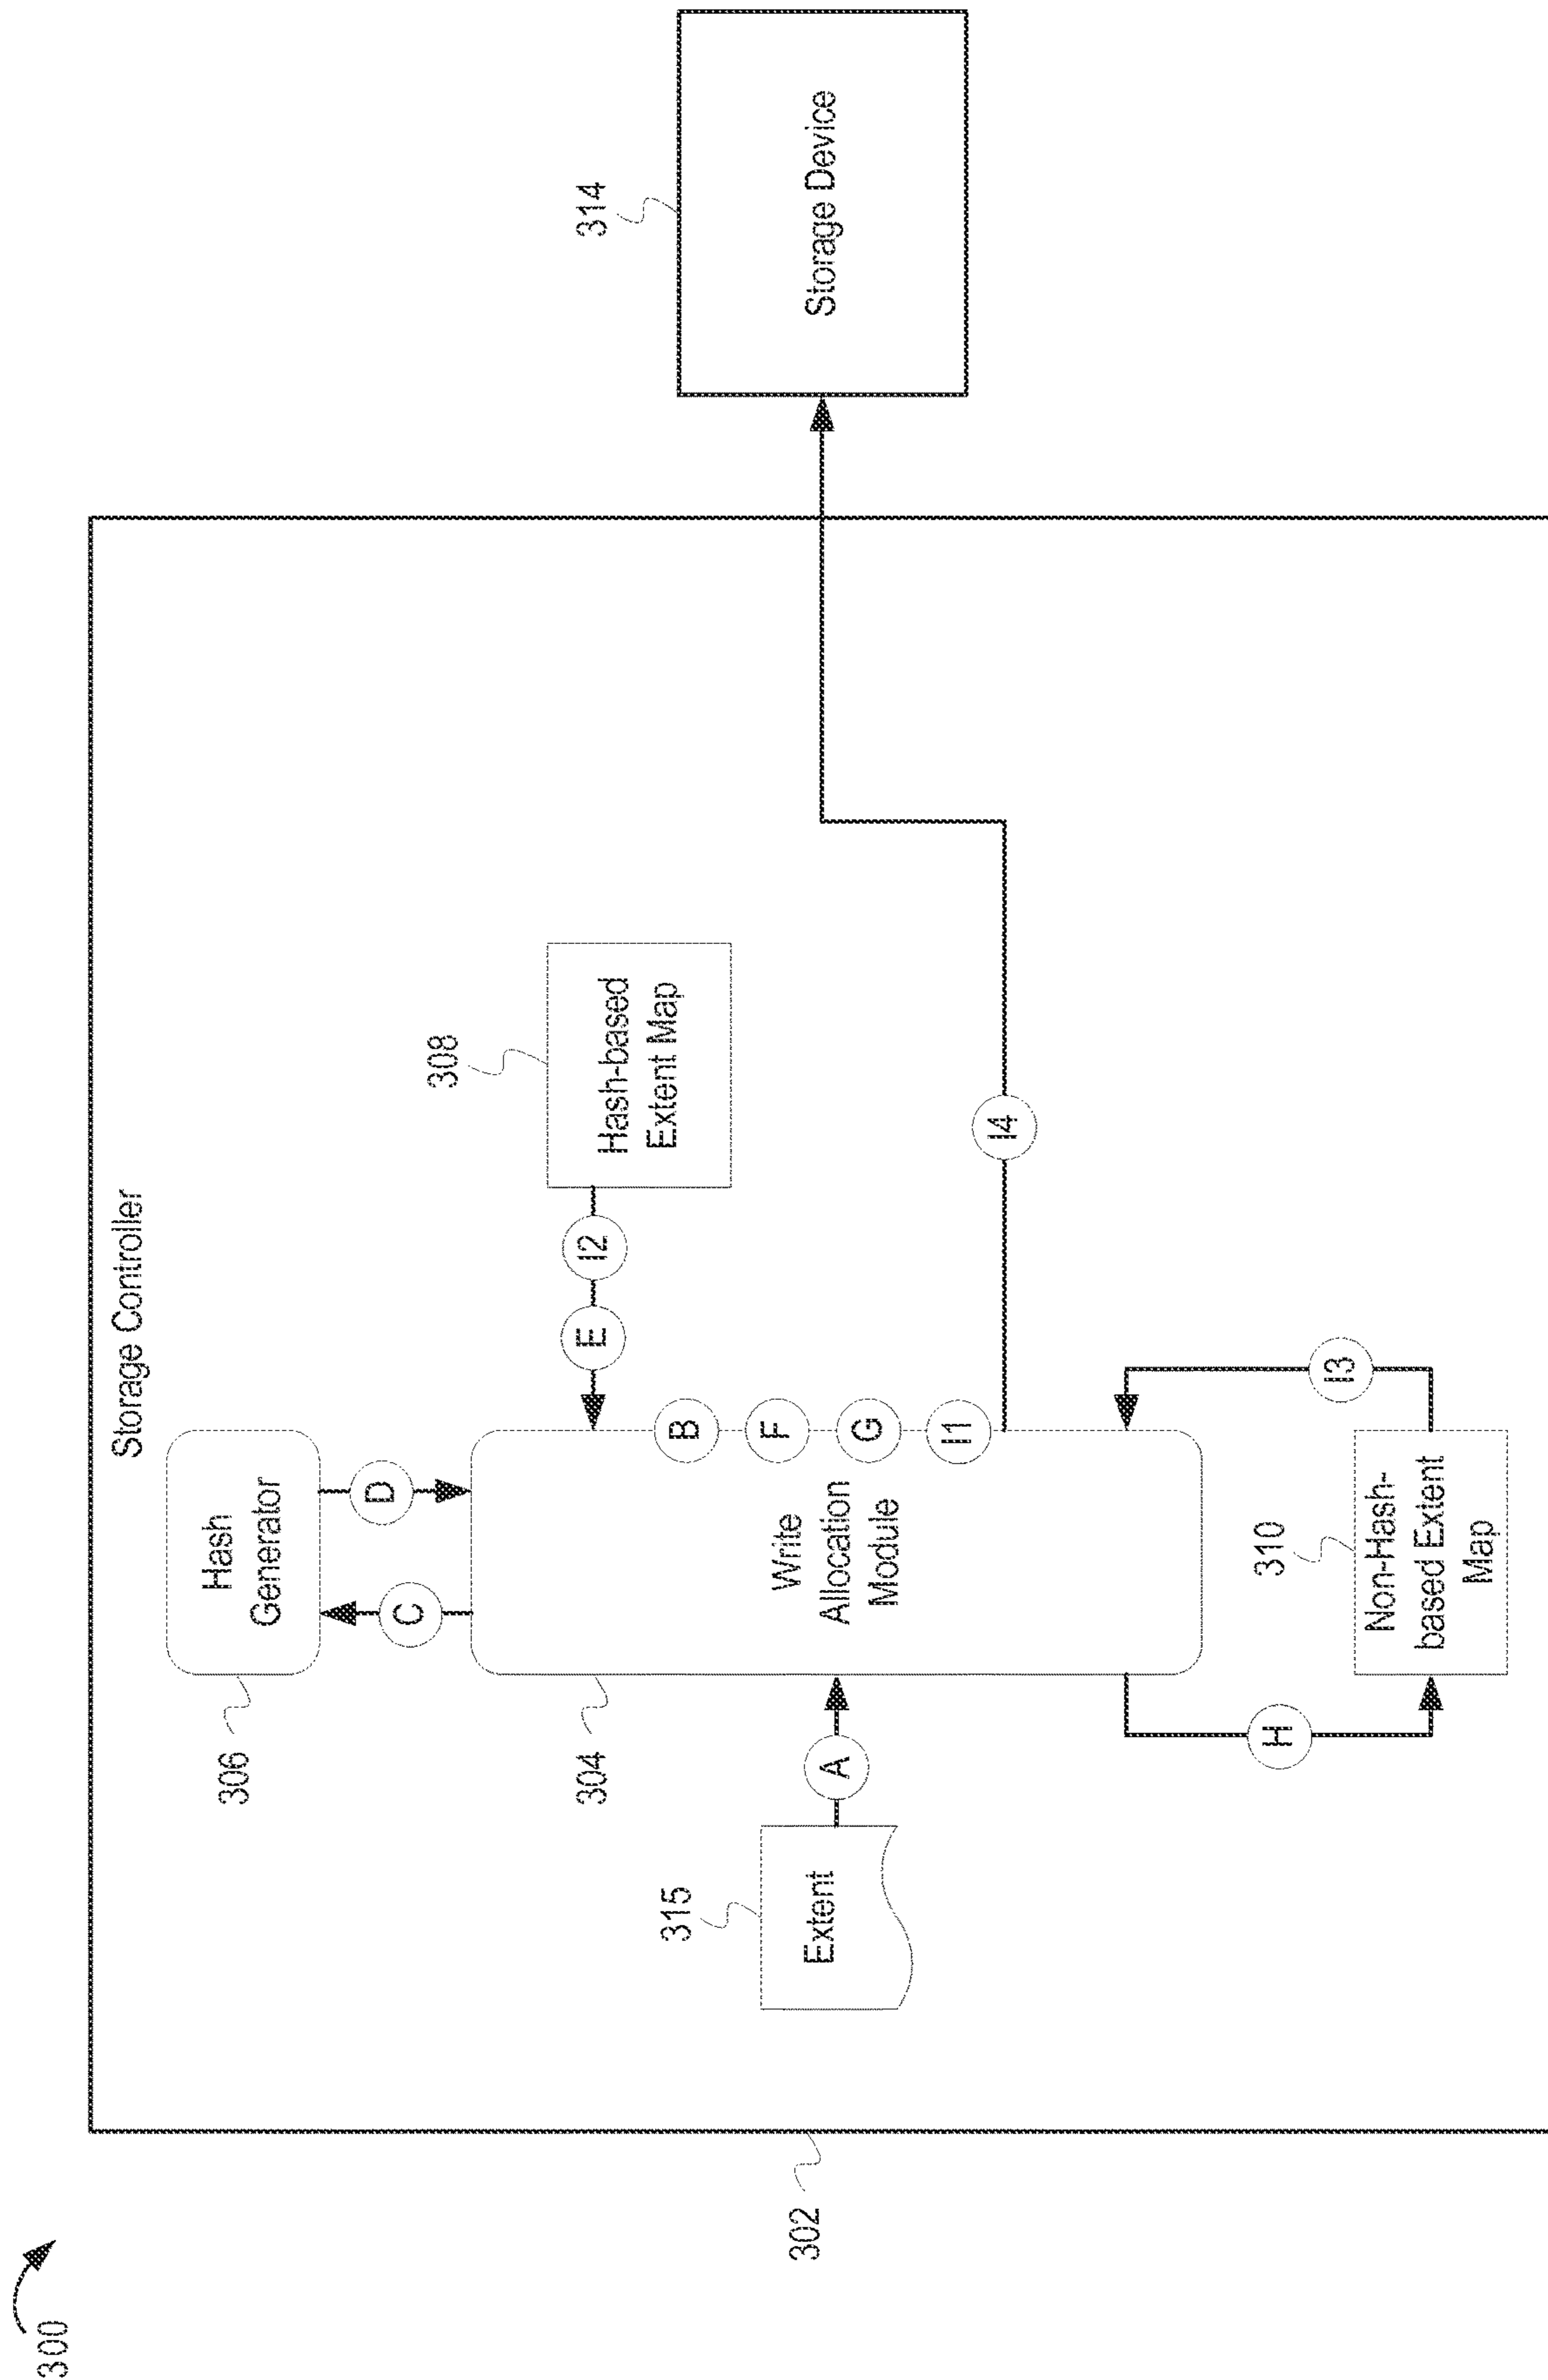 300
302
Storage Controller
306
Hash
Generator
C
D
304
Write
Allocation
Module
315
Extent
A
B
F
G
I1
E
I2
308
Hash-based
Extent Map
H
310
Non-Hash-
based Extent
Map
I3
I4
314
Storage Device